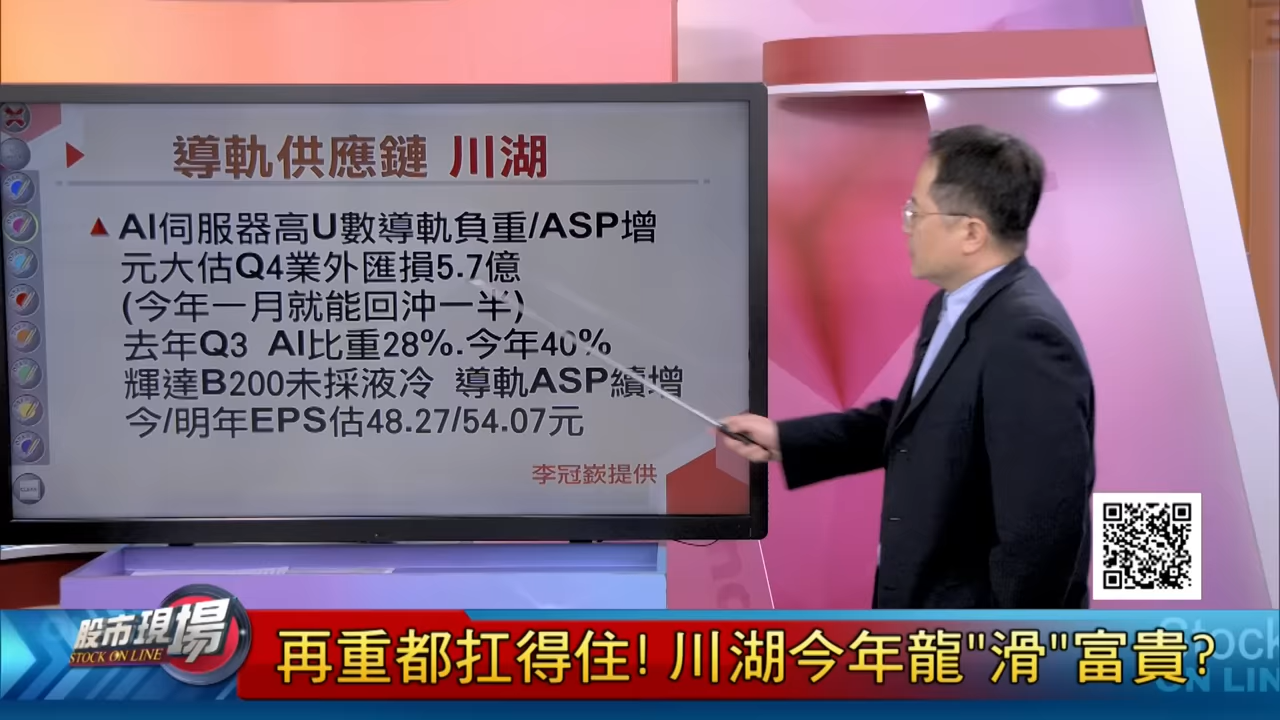 導軌供應鏈 川湖
AI伺服器高U數導軌負重/ASP增
元大估Q4業外匯損5.7億
(今年一月就能回沖一半)
去年Q3 AI比重28%.今年40%
輝達B200未採液冷 導軌ASP續增
今/明年EPS估48.27/54.07元
李冠嶔提供
股市現場
STOCK ON LINE
再重都扛得住! 川湖今年龍"滑"富貴?
Stock
ON LIN